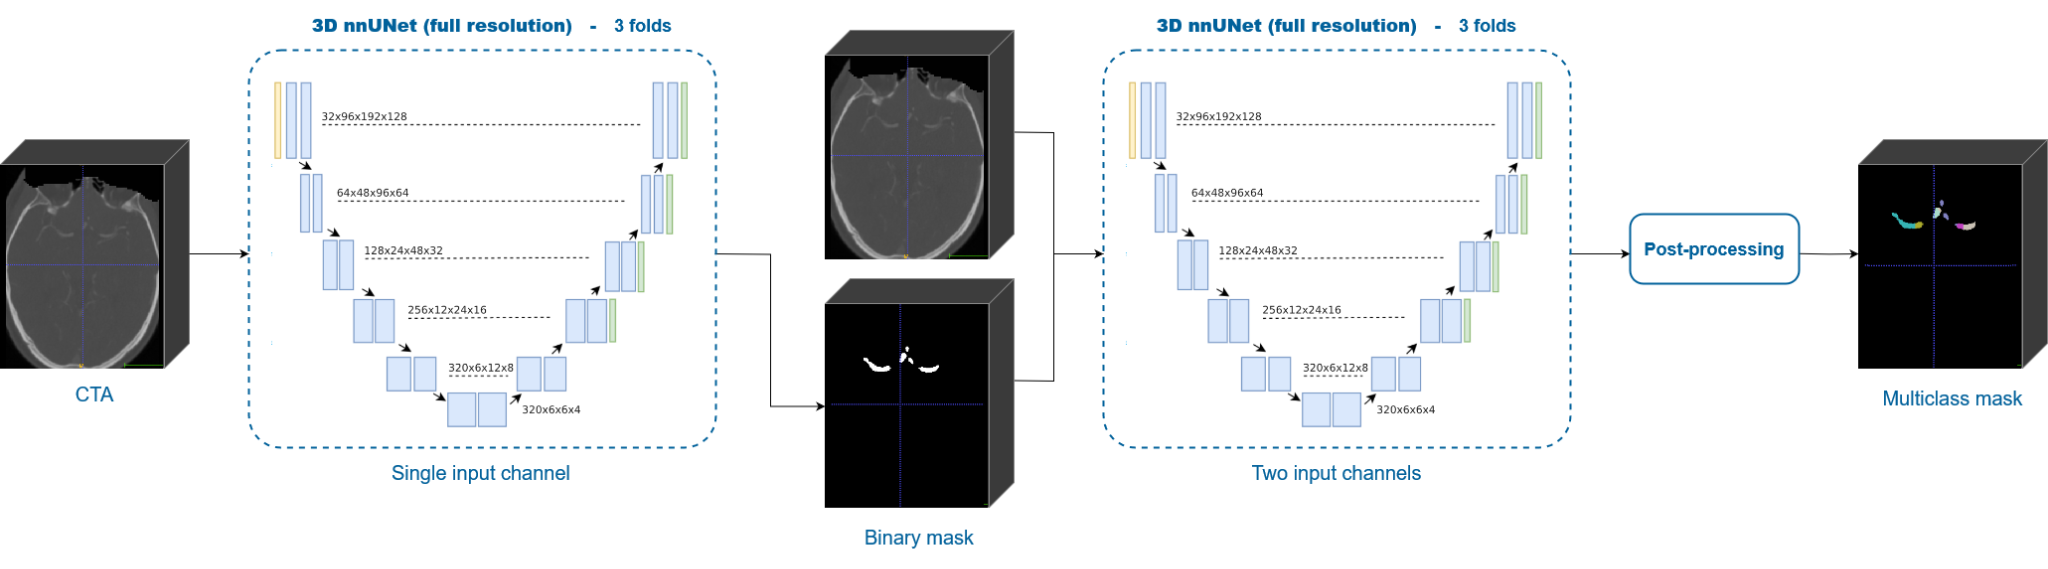 3D nnUNet (full resolution) - 3 folds
32x96x192x128
64x48x96x64
128x24x48x32
256x12x24x16
320x6x12x8
320x6x6x4
CTA
Single input channel
Binary mask
3D nnUNet (full resolution) - 3 folds
32x96x192x128
64x48x96x64
128x24x48x32
256x12x24x16
320x6x12x8
320x6x6x4
Two input channels
Post-processing
Multiclass mask